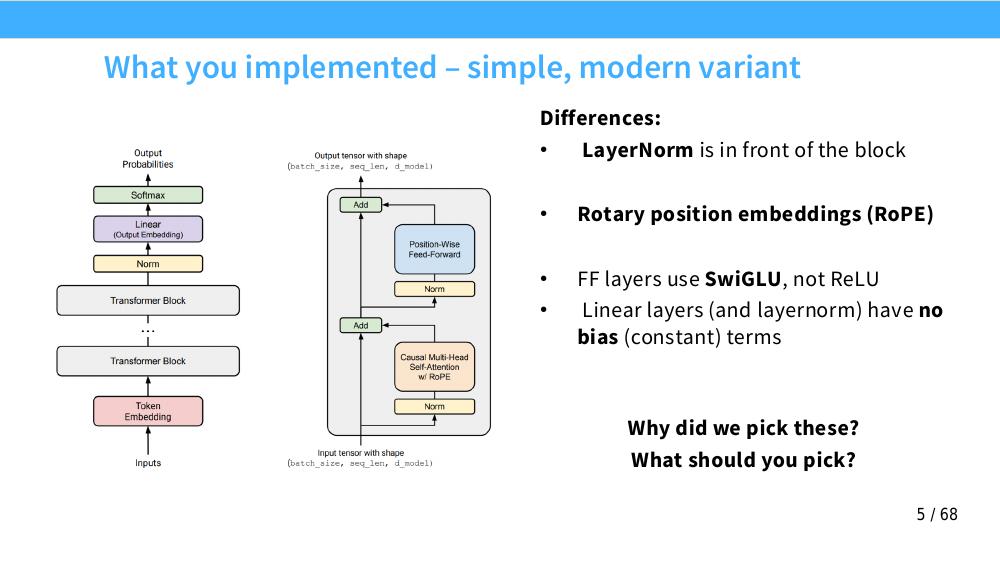 What you implemented – simple, modern variant
Output
Probabilities
Softmax
Linear
(Output Embedding)
Norm
Transformer Block
...
Transformer Block
Token
Embedding
Inputs
Output tensor with shape
(batch_size, seq_len, d_model)
Add
Position-Wise
Feed-Forward
Norm
Add
Causal Multi-Head
Self-Attention
w/ RoPE
Norm
Input tensor with shape
(batch_size, seq_len, d_model)
Differences:
• LayerNorm is in front of the block
• Rotary position embeddings (RoPE)
• FF layers use SwiGLU, not ReLU
• Linear layers (and layernorm) have no
bias (constant) terms
Why did we pick these?
What should you pick?
5 / 68